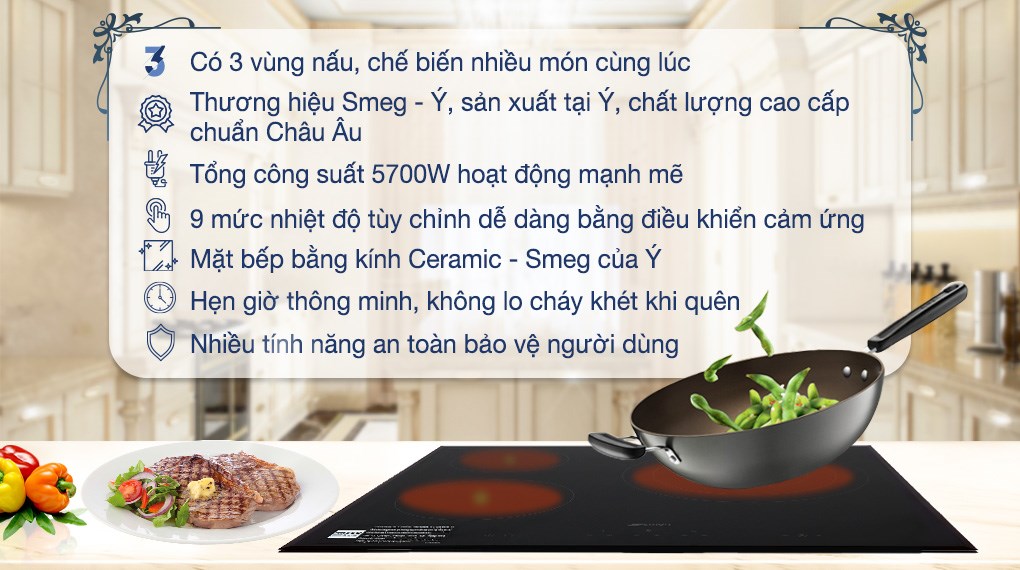 3
Có 3 vùng nấu, chế biến nhiều món cùng lúc
Thương hiệu Smeg - Ý, sản xuất tại Ý, chất lượng cao cấp
chuẩn Châu Âu
Tổng công suất 5700W hoạt động mạnh mẽ
9 mức nhiệt độ tùy chỉnh dễ dàng bằng điều khiển cảm ứng
Mặt bếp bằng kính Ceramic - Smeg của Ý
Hẹn giờ thông minh, không lo cháy khét khi quên
Nhiều tính năng an toàn bảo vệ người dùng